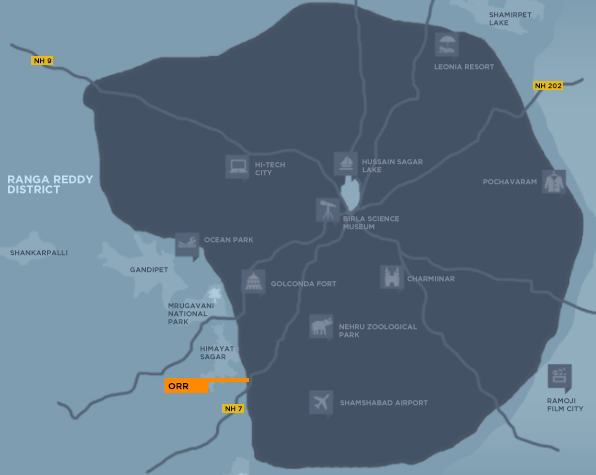 SHAMIRPET
LAKE
NH 9
LEONIA RESORT
NH 202
HI-TECH
CITY
HUSSAIN SAGAR
LAKE
RANGA REDDY
DISTRICT
POCHAVARAM
BIRLA SCIENCE
MUSEUM
OCEAN PARK
SHANKARPALLI
GANDIPET
GOLCONDA FORT
CHARMIINAR
MRUGAVANI
NATIONAL
PARK
NEHRU ZOOLOGICAL
PARK
HIMAYAT
SAGAR
ORR
NH 7
SHAMSHABAD AIRPORT
RAMOJI
FILM CITY